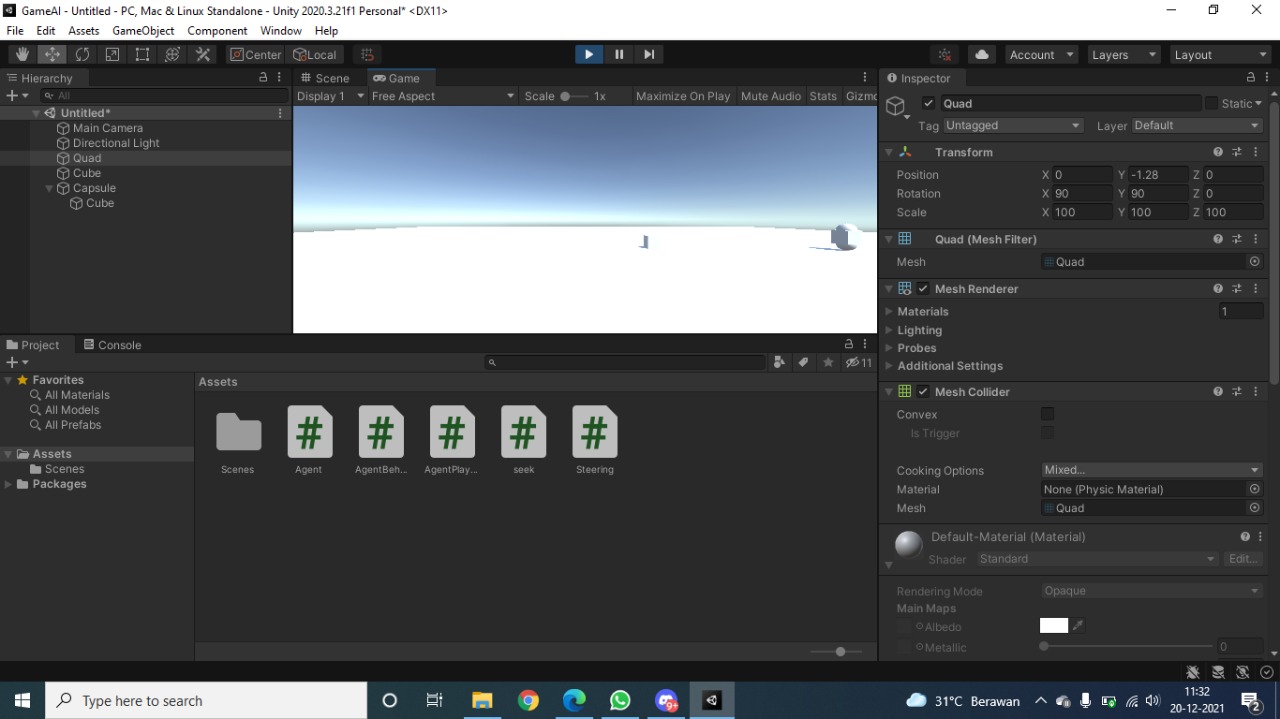 GameAI - Untitled - PC, Mac & Linux Standalone - Unity 2020.3.21f1 Personal* <DX11>
File Edit Assets GameObject Component Window Help
Center Local Account Layers Layout
Hierarchy
All
Untitled*
Main Camera
Directional Light
Quad
Cube
Capsule
Cube
Scene Game
Display 1 Free Aspect Scale 1x Maximize On Play Mute Audio Stats Gizmo
Inspector
Quad Static
Tag Untagged Layer Default
Transform
Position X 0 Y -1.28 Z 0
Rotation X 90 Y 90 Z 0
Scale X 100 Y 100 Z 100
Quad (Mesh Filter)
Mesh Quad
Mesh Renderer
Materials 1
Lighting
Probes
Additional Settings
Mesh Collider
Convex
Is Trigger
Cooking Options Mixed...
Material None (Physic Material)
Mesh Quad
Default-Material (Material)
Shader Standard Edit...
Rendering Mode Opaque
Main Maps
Albedo
Metallic 0
Project Console
11
Favorites
All Materials
All Models
All Prefabs
Assets
Scenes
Packages
Assets
Scenes Agent AgentBeh... AgentPlay... seek Steering
Type here to search
9+
31°C Berawan
11:32
20-12-2021
2